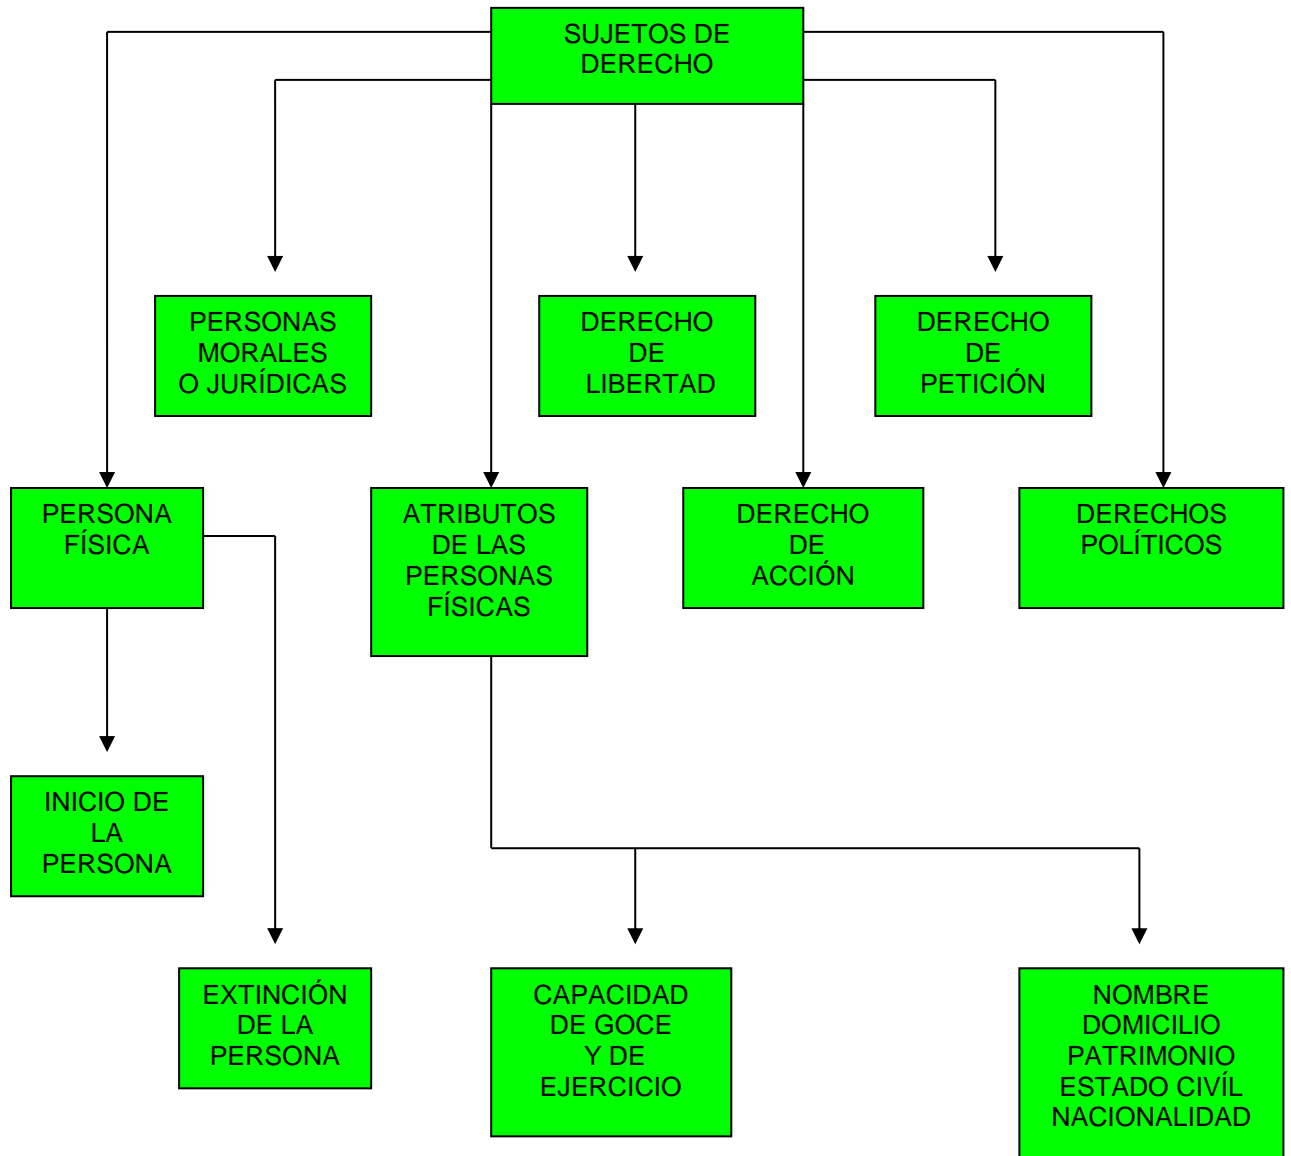 SUJETOS DE
DERECHO
PERSONAS
MORALES
O JURÍDICAS
DERECHO
DE
LIBERTAD
DERECHO
DE
PETICIÓN
PERSONA
FÍSICA
ATRIBUTOS
DE LAS
PERSONAS
FÍSICAS
DERECHO
DE
ACCIÓN
DERECHOS
POLÍTICOS
INICIO DE
LA
PERSONA
EXTINCIÓN
DE LA
PERSONA
CAPACIDAD
DE GOCE
Y DE
EJERCICIO
NOMBRE
DOMICILIO
PATRIMONIO
ESTADO CIVÍL
NACIONALIDAD